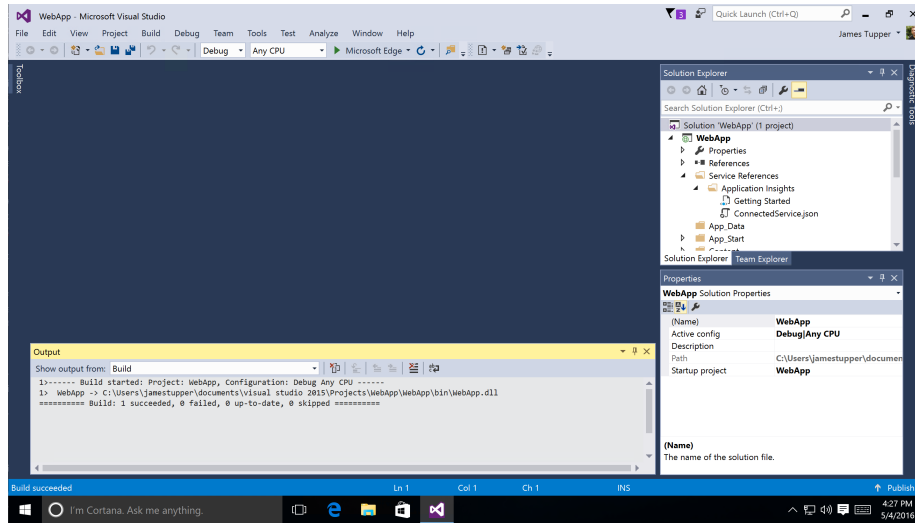 WebApp - Microsoft Visual Studio
3
Quick Launch (Ctrl+Q)
File Edit View Project Build Debug Team Tools Test Analyze Window Help
James Tupper
Debug Any CPU Microsoft Edge
Toolbox
Diagnostic Tools
Solution Explorer
Search Solution Explorer (Ctrl+;)
Solution 'WebApp' (1 project)
WebApp
Properties
References
Service References
Application Insights
Getting Started
ConnectedService.json
App_Data
App_Start
Solution Explorer Team Explorer
Properties
WebApp Solution Properties
(Name) WebApp
Active config Debug|Any CPU
Description
Path C:\Users\jamestupper\documen
Startup project WebApp
(Name)
The name of the solution file.
Output
Show output from: Build
1>------ Build started: Project: WebApp, Configuration: Debug Any CPU ------
1> WebApp -> C:\Users\jamestupper\documents\visual studio 2015\Projects\WebApp\WebApp\bin\WebApp.dll
========== Build: 1 succeeded, 0 failed, 0 up-to-date, 0 skipped ==========
Build succeeded Ln 1 Col 1 Ch 1 INS Publish
I'm Cortana. Ask me anything.
4:27 PM
5/4/2016